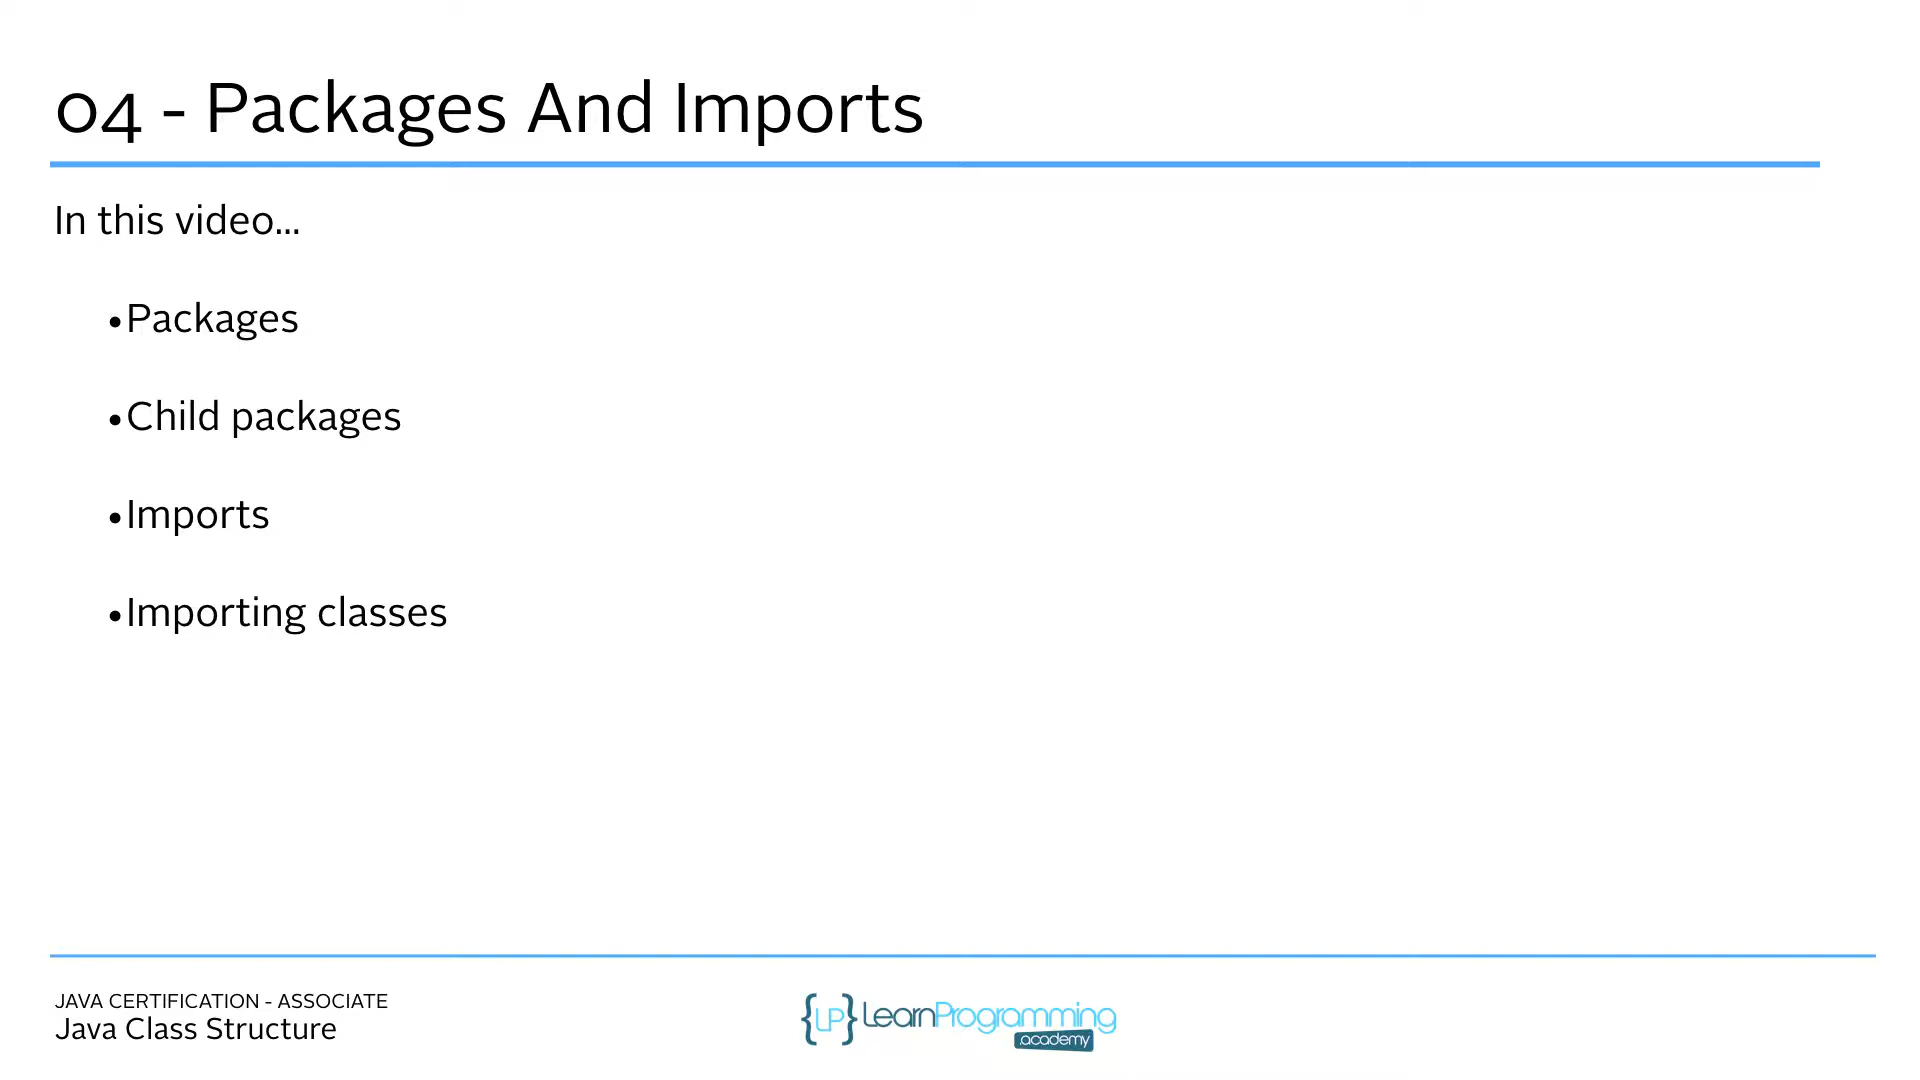 04 - Packages And Imports
In this video...
•Packages
•Child packages
•Imports
•Importing classes
JAVA CERTIFICATION - ASSOCIATE
Java Class Structure
{LP}LearnProgramming
.academy